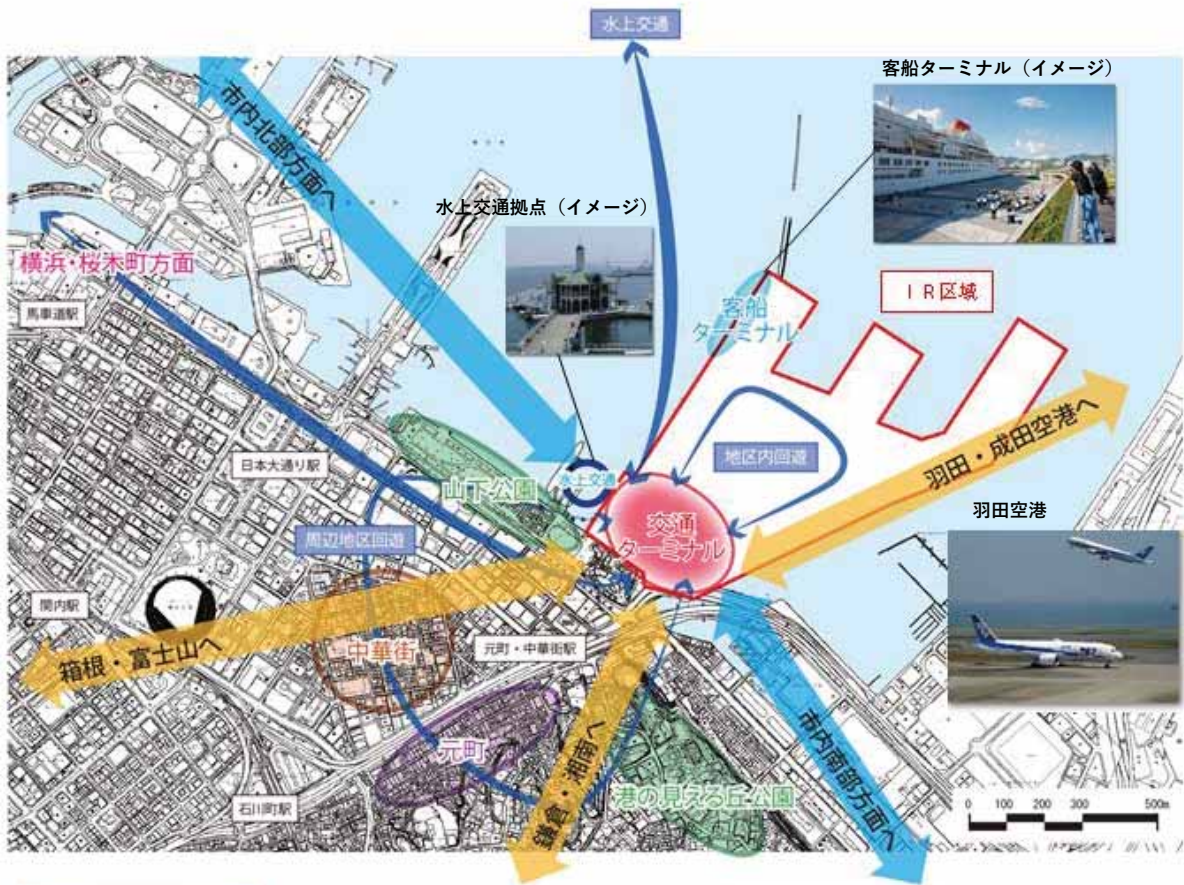 水上交通
客船ターミナル（イメージ）
市内北部方面へ
水上交通拠点（イメージ）
横浜・桜木町方面
馬車道駅
ＩＲ区域
客船
ターミナル
日本大通り駅
山下公園
水上交通
地区内回遊
羽田・成田空港へ
交通
ターミナル
羽田空港
周辺地区回遊
関内駅
箱根・富士山へ
中華街
元町・中華街駅
元町
鎌倉・湘南へ
市内南部方面へ
港の見える丘公園
石川町駅
0 100 200 300 500m